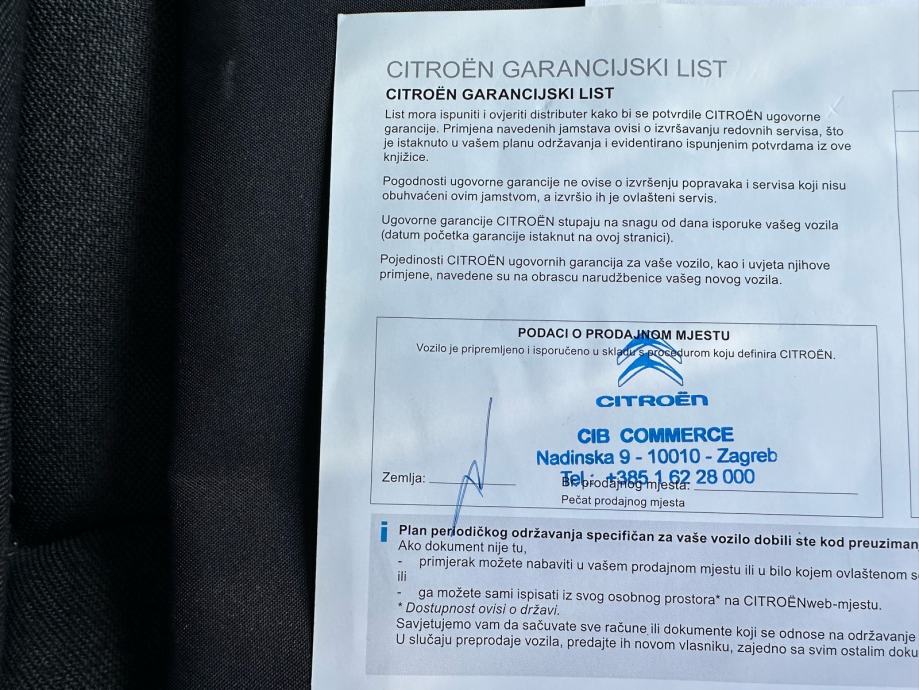 CITROËN GARANCIJSKI LIST
CITROËN GARANCIJSKI LIST
List mora ispuniti i ovjeriti distributer kako bi se potvrdile CITROËN ugovorne
garancije. Primjena navedenih jamstava ovisi o izvršavanju redovnih servisa, što
je istaknuto u vašem planu održavanja i evidentirano ispunjenim potvrdama iz ove
knjižice.
Pogodnosti ugovorne garancije ne ovise o izvršenju popravaka i servisa koji nisu
obuhvaćeni ovim jamstvom, a izvršio ih je ovlašteni servis.
Ugovorne garancije CITROËN stupaju na snagu od dana isporuke vašeg vozila
(datum početka garancije istaknut na ovoj stranici).
Pojedinosti CITROËN ugovornih garancija za vaše vozilo, kao i uvjeta njihove
primjene, navedene su na obrascu narudžbenice vašeg novog vozila.
PODACI O PRODAJNOM MJESTU
Vozilo je pripremljeno i isporučeno u skladu s procedurom koju definira CITROËN.
CITROËN
CIB COMMERCE
Nadinska 9 - 10010 - Zagreb
Tel.: +385 1 62 28 000
Zemlja:
prodajnog mjesta:
Pečat prodajnog mjesta
i Plan periodičkog održavanja specifičan za vaše vozilo dobili ste kod preuziman
Ako dokument nije tu,
- primjerak možete nabaviti u vašem prodajnom mjestu ili u bilo kojem ovlaštenom s
ili
- ga možete sami ispisati iz svog osobnog prostora* na CITROËNweb-mjestu.
* Dostupnost ovisi o državi.
Savjetujemo vam da sačuvate sve račune ili dokumente koji se odnose na održavanje
U slučaju preprodaje vozila, predajte ih novom vlasniku, zajedno sa svim ostalim doku